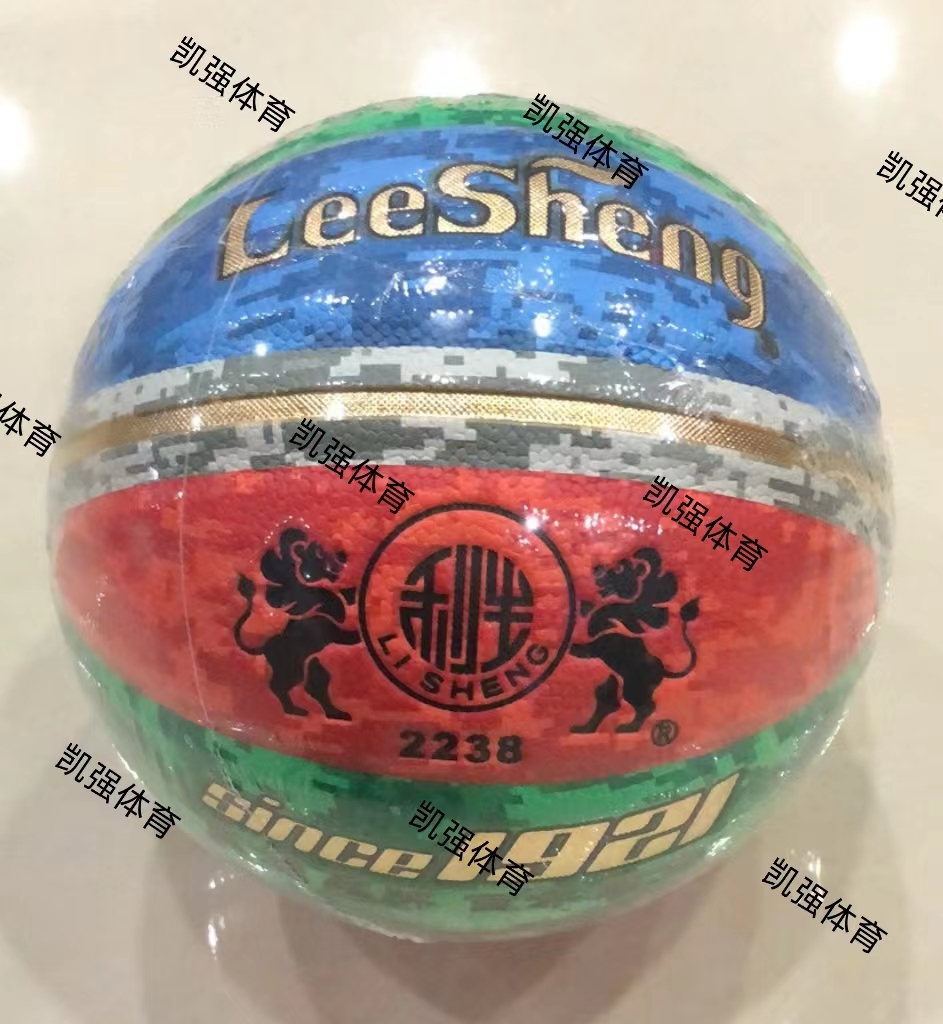 凯强体育
凯强体育
凯强
LeeSheng
体育
凯强体育
凯强体育
利生
LI SHENG
®
2238
凯强体育
since 1921
凯强体育
凯强体育